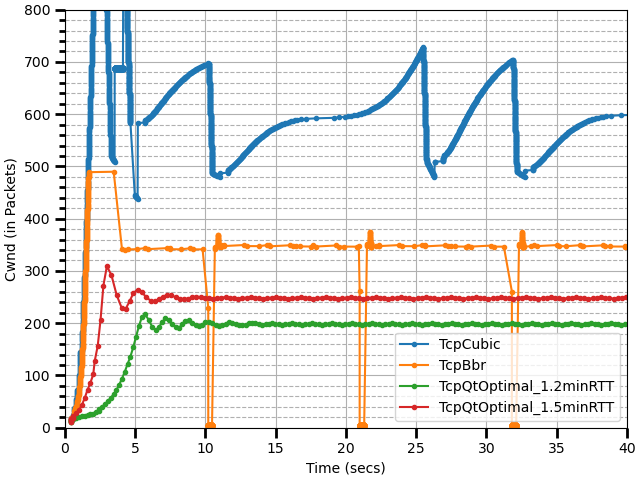 800
700
600
500
400
300
200
100
0
Cwnd (in Packets)
TcpCubic
TcpBbr
TcpQtOptimal_1.2minRTT
TcpQtOptimal_1.5minRTT
0 5 10 15 20 25 30 35 40
Time (secs)